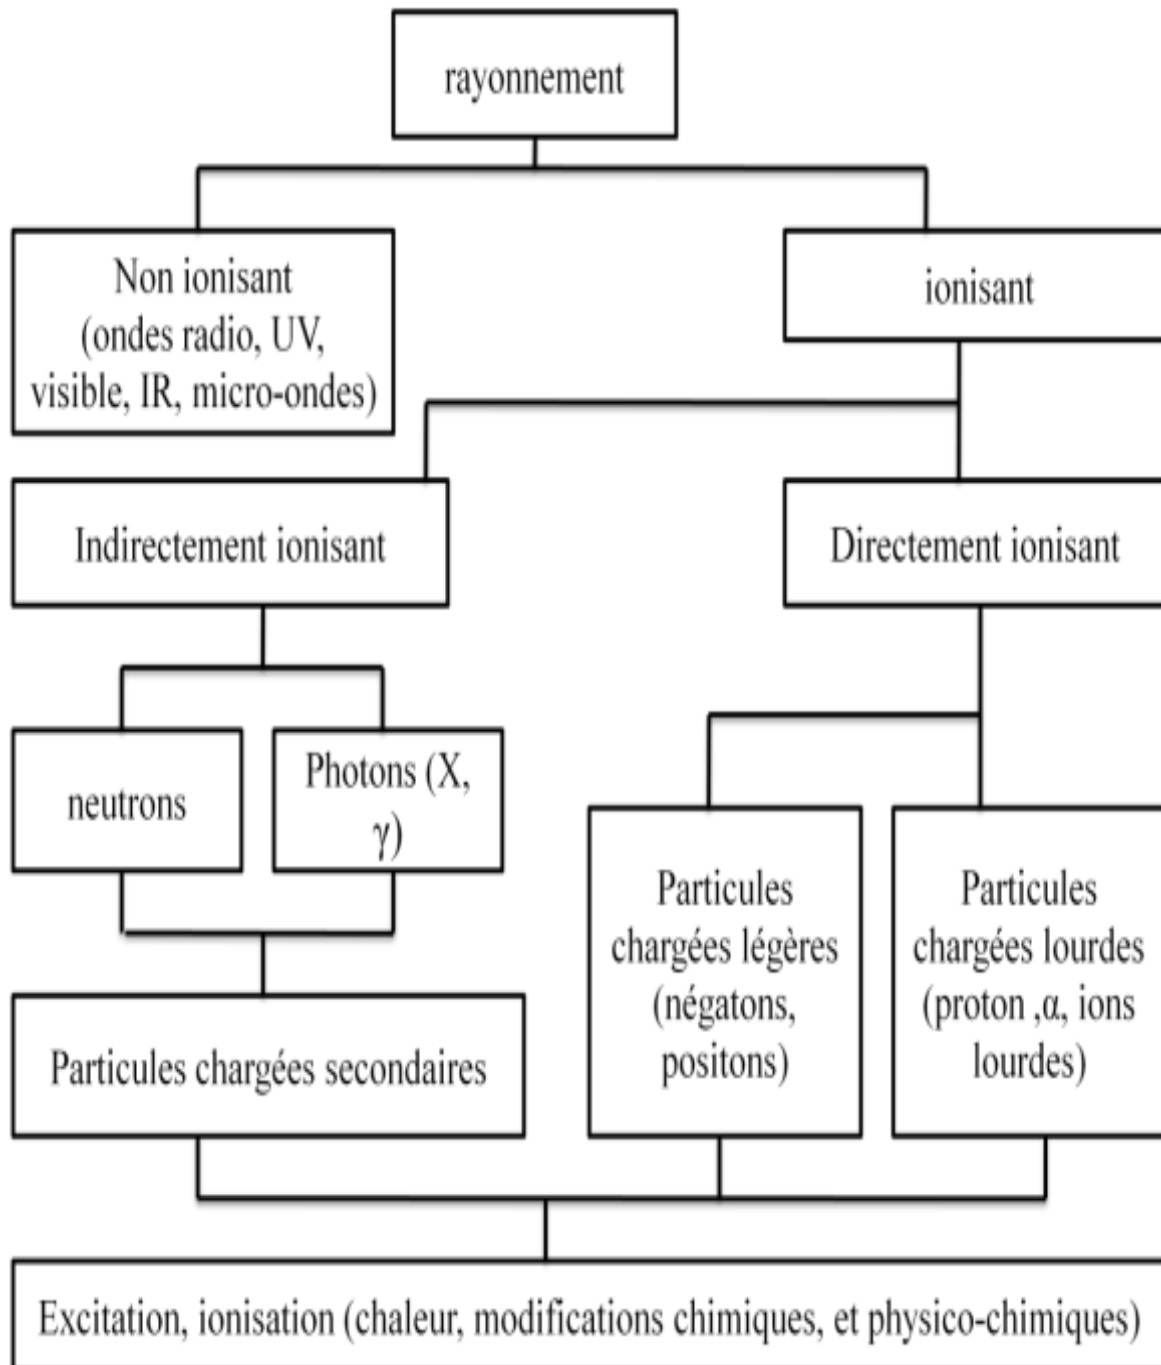 rayonnement
Non ionisant
(ondes radio, UV,
visible, IR, micro-ondes)
ionisant
Indirectement ionisant
Directement ionisant
neutrons
Photons (X,
γ)
Particules
chargées légères
(négatons,
positons)
Particules
chargées lourdes
(proton ,α, ions
lourdes)
Particules chargées secondaires
Excitation, ionisation (chaleur, modifications chimiques, et physico-chimiques)